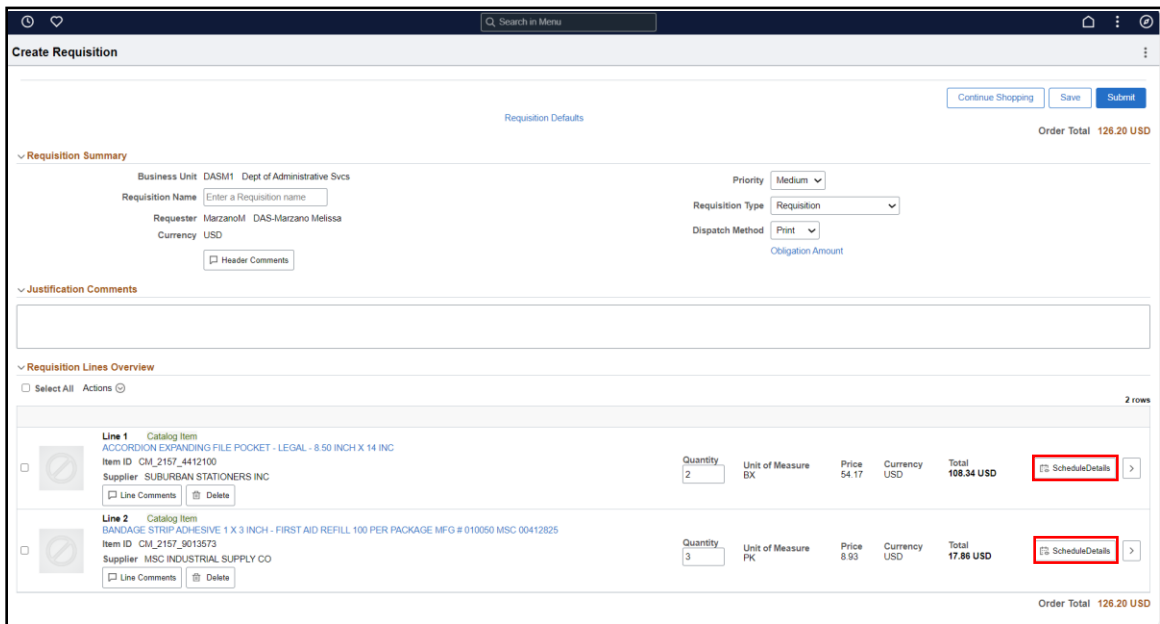 Search in Menu
Create Requisition
Continue Shopping Save Submit
Requisition Defaults
Order Total 126.20 USD
Requisition Summary
Business Unit DASM1 Dept of Administrative Svcs
Priority Medium
Requisition Name Enter a Requisition name
Requisition Type Requisition
Requester MarzanoM DAS-Marzano Melissa
Dispatch Method Print
Currency USD
Obligation Amount
Header Comments
Justification Comments
Requisition Lines Overview
Select All Actions
2 rows
Line 1 Catalog Item
ACCORDION EXPANDING FILE POCKET - LEGAL - 8.50 INCH X 14 INC
Item ID CM_2157_4412100
Supplier SUBURBAN STATIONERS INC
Line Comments Delete
Quantity Unit of Measure Price Currency Total
2 BX 54.17 USD 108.34 USD
ScheduleDetails
Line 2 Catalog Item
BANDAGE STRIP ADHESIVE 1 X 3 INCH - FIRST AID REFILL 100 PER PACKAGE MFG # 010050 MSC 00412825
Item ID CM_2157_9013573
Supplier MSC INDUSTRIAL SUPPLY CO
Line Comments Delete
Quantity Unit of Measure Price Currency Total
3 PK 8.93 USD 17.86 USD
ScheduleDetails
Order Total 126.20 USD